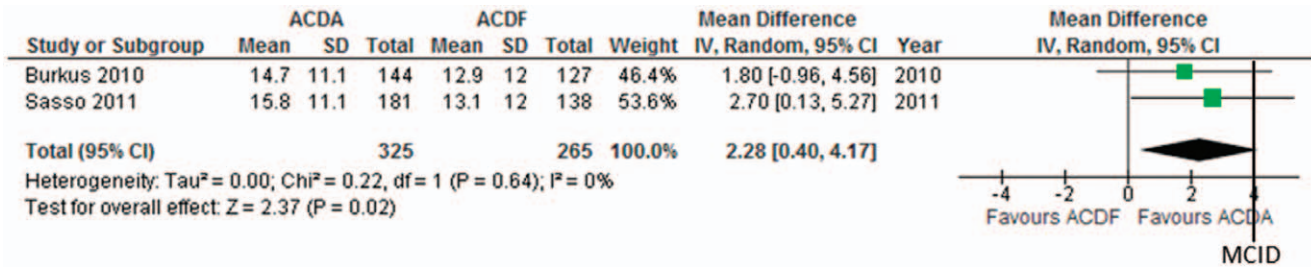 ACDA ACDF Mean Difference Mean Difference
Study or Subgroup Mean SD Total Mean SD Total Weight IV, Random, 95% CI Year IV, Random, 95% CI
Burkus 2010 14.7 11.1 144 12.9 12 127 46.4% 1.80 [-0.96, 4.56] 2010
Sasso 2011 15.8 11.1 181 13.1 12 138 53.6% 2.70 [0.13, 5.27] 2011
Total (95% CI) 325 265 100.0% 2.28 [0.40, 4.17]
Heterogeneity: Tau² = 0.00; Chi² = 0.22, df = 1 (P = 0.64); I² = 0%
Test for overall effect: Z = 2.37 (P = 0.02)
-4 -2 0 2 4
Favours ACDF Favours ACDA
MCID